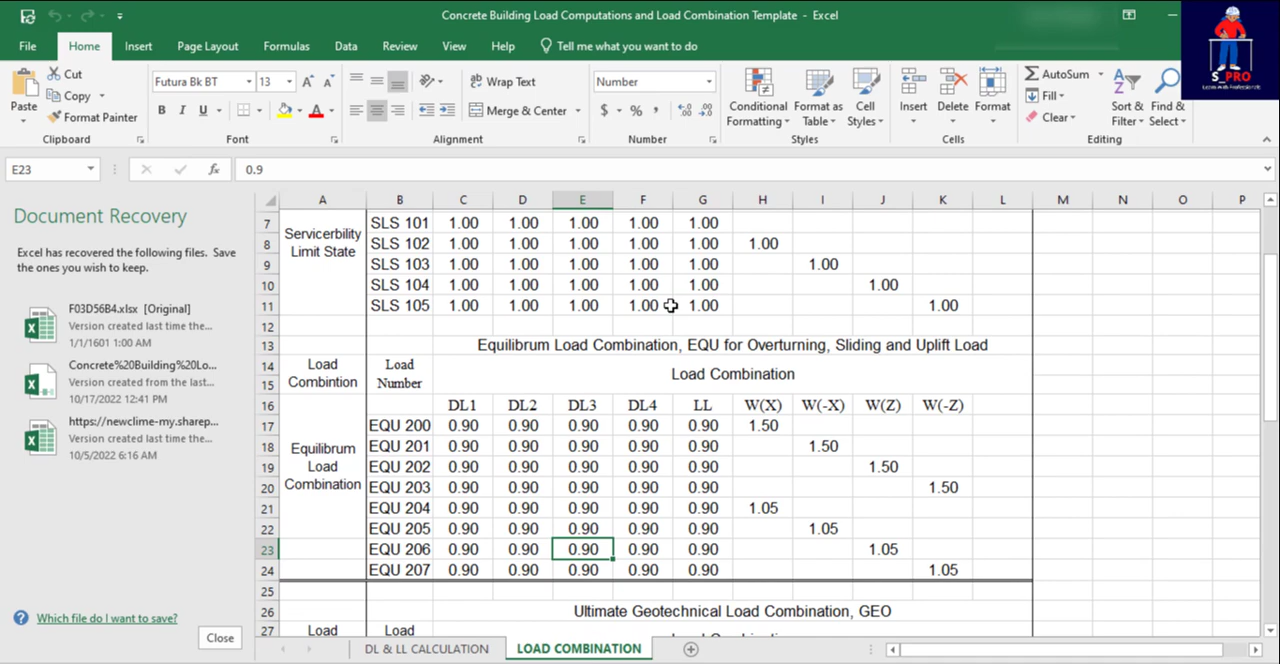 Concrete Building Load Computations and Load Combination Template - Excel
File Home Insert Page Layout Formulas Data Review View Help Tell me what you want to do
S_PRO
Learn With Professionals
Paste
Cut
Copy
Format Painter
Clipboard
Futura Bk BT 13
B I U
Font
Wrap Text
Merge & Center
Alignment
Number
$ % ,
Number
Conditional Formatting
Format as Table
Cell Styles
Styles
Insert Delete Format
Cells
AutoSum
Fill
Clear
Sort & Filter
Find & Select
Editing
E23 fx 0.9
Document Recovery
Excel has recovered the following files. Save
the ones you wish to keep.
F03D56B4.xlsx [Original]
Version created last time the...
1/1/1601 1:00 AM
Concrete%20Building%20Lo...
Version created from the last...
10/17/2022 12:41 PM
https://newclime-my.sharep...
Version created last time the...
10/5/2022 6:16 AM
Which file do I want to save?
Close
A B C D E F G H I J K L M N O P
7 SLS 101 1.00 1.00 1.00 1.00 1.00
Servicerbility
Limit State
8 SLS 102 1.00 1.00 1.00 1.00 1.00 1.00
9 SLS 103 1.00 1.00 1.00 1.00 1.00 1.00
10 SLS 104 1.00 1.00 1.00 1.00 1.00 1.00
11 SLS 105 1.00 1.00 1.00 1.00 1.00 1.00
12
13 Equilibrum Load Combination, EQU for Overturning, Sliding and Uplift Load
14 Load Load
15 Combintion Number
Load Combination
16 DL1 DL2 DL3 DL4 LL W(X) W(-X) W(Z) W(-Z)
17 EQU 200 0.90 0.90 0.90 0.90 0.90 1.50
18 EQU 201 0.90 0.90 0.90 0.90 0.90 1.50
Equilibrum
Load
Combination
19 EQU 202 0.90 0.90 0.90 0.90 0.90 1.50
20 EQU 203 0.90 0.90 0.90 0.90 0.90 1.50
21 EQU 204 0.90 0.90 0.90 0.90 0.90 1.05
22 EQU 205 0.90 0.90 0.90 0.90 0.90 1.05
23 EQU 206 0.90 0.90 0.90 0.90 0.90 1.05
24 EQU 207 0.90 0.90 0.90 0.90 0.90 1.05
25
26 Ultimate Geotechnical Load Combination, GEO
27 Load Load
DL & LL CALCULATION LOAD COMBINATION